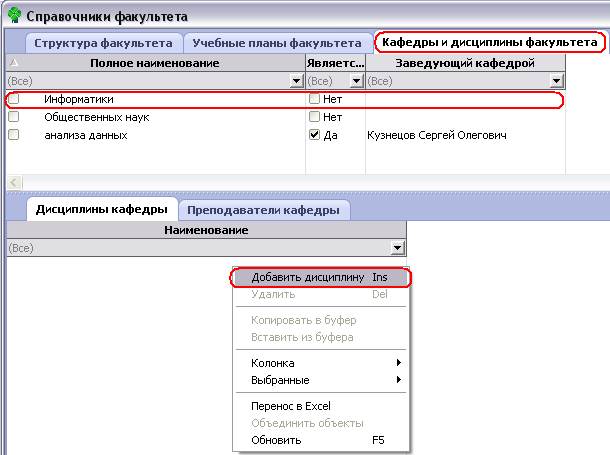 Справочники факультета
Структура факультета Учебные планы факультета Кафедры и дисциплины факультета
Полное наименование Являетс... Заведующий кафедрой
(Все) (Все) (Все)
Информатики Нет
Общественных наук Нет
анализа данных Да Кузнецов Сергей Олегович
Дисциплины кафедры Преподаватели кафедры
Наименование
(Все)
Добавить дисциплину Ins
Удалить Del
Копировать в буфер
Вставить из буфера
Колонка
Выбранные
Перенос в Excel
Объединить объекты
Обновить F5